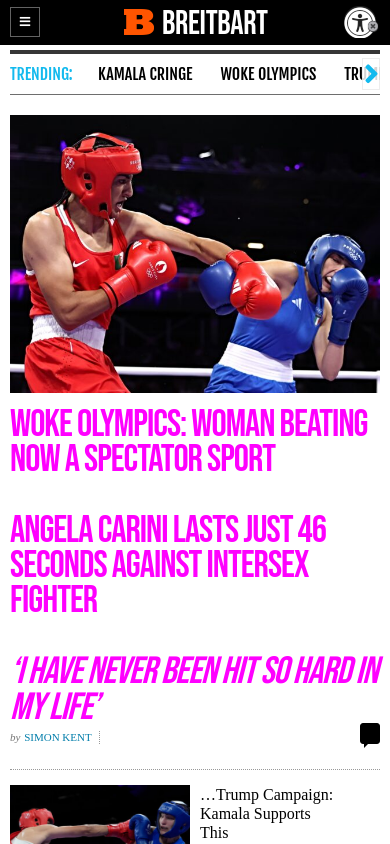 BREITBART
TRENDING: KAMALA CRINGE WOKE OLYMPICS
WOKE OLYMPICS: WOMAN BEATING
NOW A SPECTATOR SPORT
ANGELA CARINI LASTS JUST 46
SECONDS AGAINST INTERSEX
FIGHTER
‘I HAVE NEVER BEEN HIT SO HARD IN
MY LIFE’
by SIMON KENT
…Trump Campaign:
Kamala Supports
This